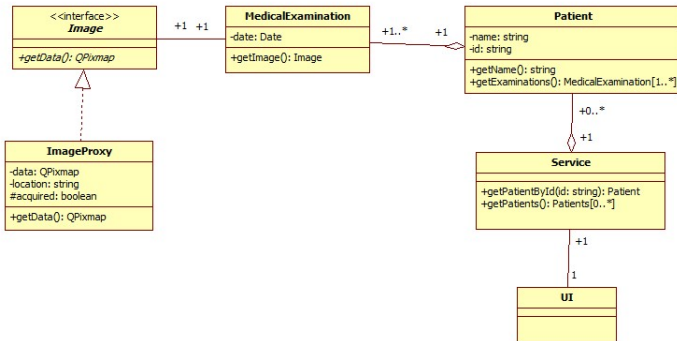 <<interface>>
Image
+getData(): QPixmap
+1 +1
MedicalExamination
-date: Date
+getImage(): Image
+1..* +1
Patient
-name: string
-id: string
+getName(): string
+getExaminations(): MedicalExamination[1..*]
+0..*
+1
ImageProxy
-data: QPixmap
-location: string
#acquired: boolean
+getData(): QPixmap
Service
+getPatientById(id: string): Patient
+getPatients(): Patients[0..*]
+1
1
UI